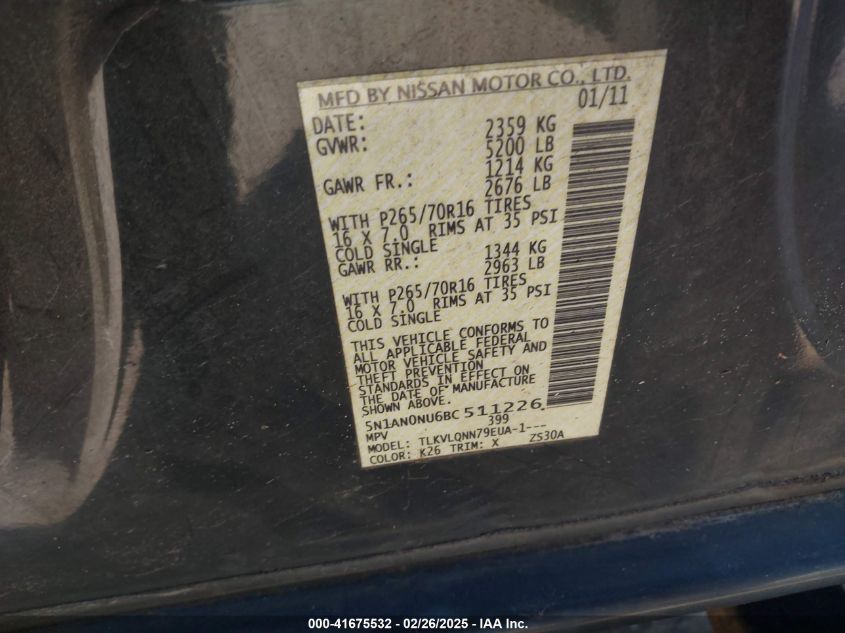 MFD BY NISSAN MOTOR CO., LTD.
DATE: 01/11
GVWR: 2359 KG
5200 LB
GAWR FR.: 1214 KG
2676 LB
WITH P265/70R16 TIRES
16 X 7.0 RIMS AT 35 PSI
COLD SINGLE
GAWR RR.: 1344 KG
2963 LB
WITH P265/70R16 TIRES
16 X 7.0 RIMS AT 35 PSI
COLD SINGLE
THIS VEHICLE CONFORMS TO
ALL APPLICABLE FEDERAL
MOTOR VEHICLE SAFETY AND
THEFT PREVENTION
STANDARDS IN EFFECT ON
THE DATE OF MANUFACTURE
SHOWN ABOVE.
5N1AN0NU6BC511226
MPV 399
MODEL: TLKVLQNN79EUA-1---
COLOR: K26 TRIM: X ZS30A
000-41675532 – 02/26/2025 – IAA Inc.